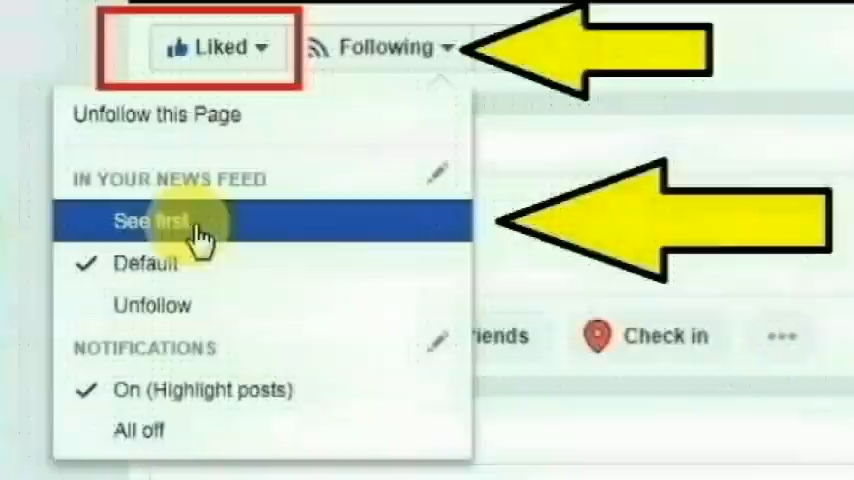 Liked Following
Unfollow this Page
IN YOUR NEWS FEED
See first
Default
Unfollow
NOTIFICATIONS
riends Check in
On (Highlight posts)
All off